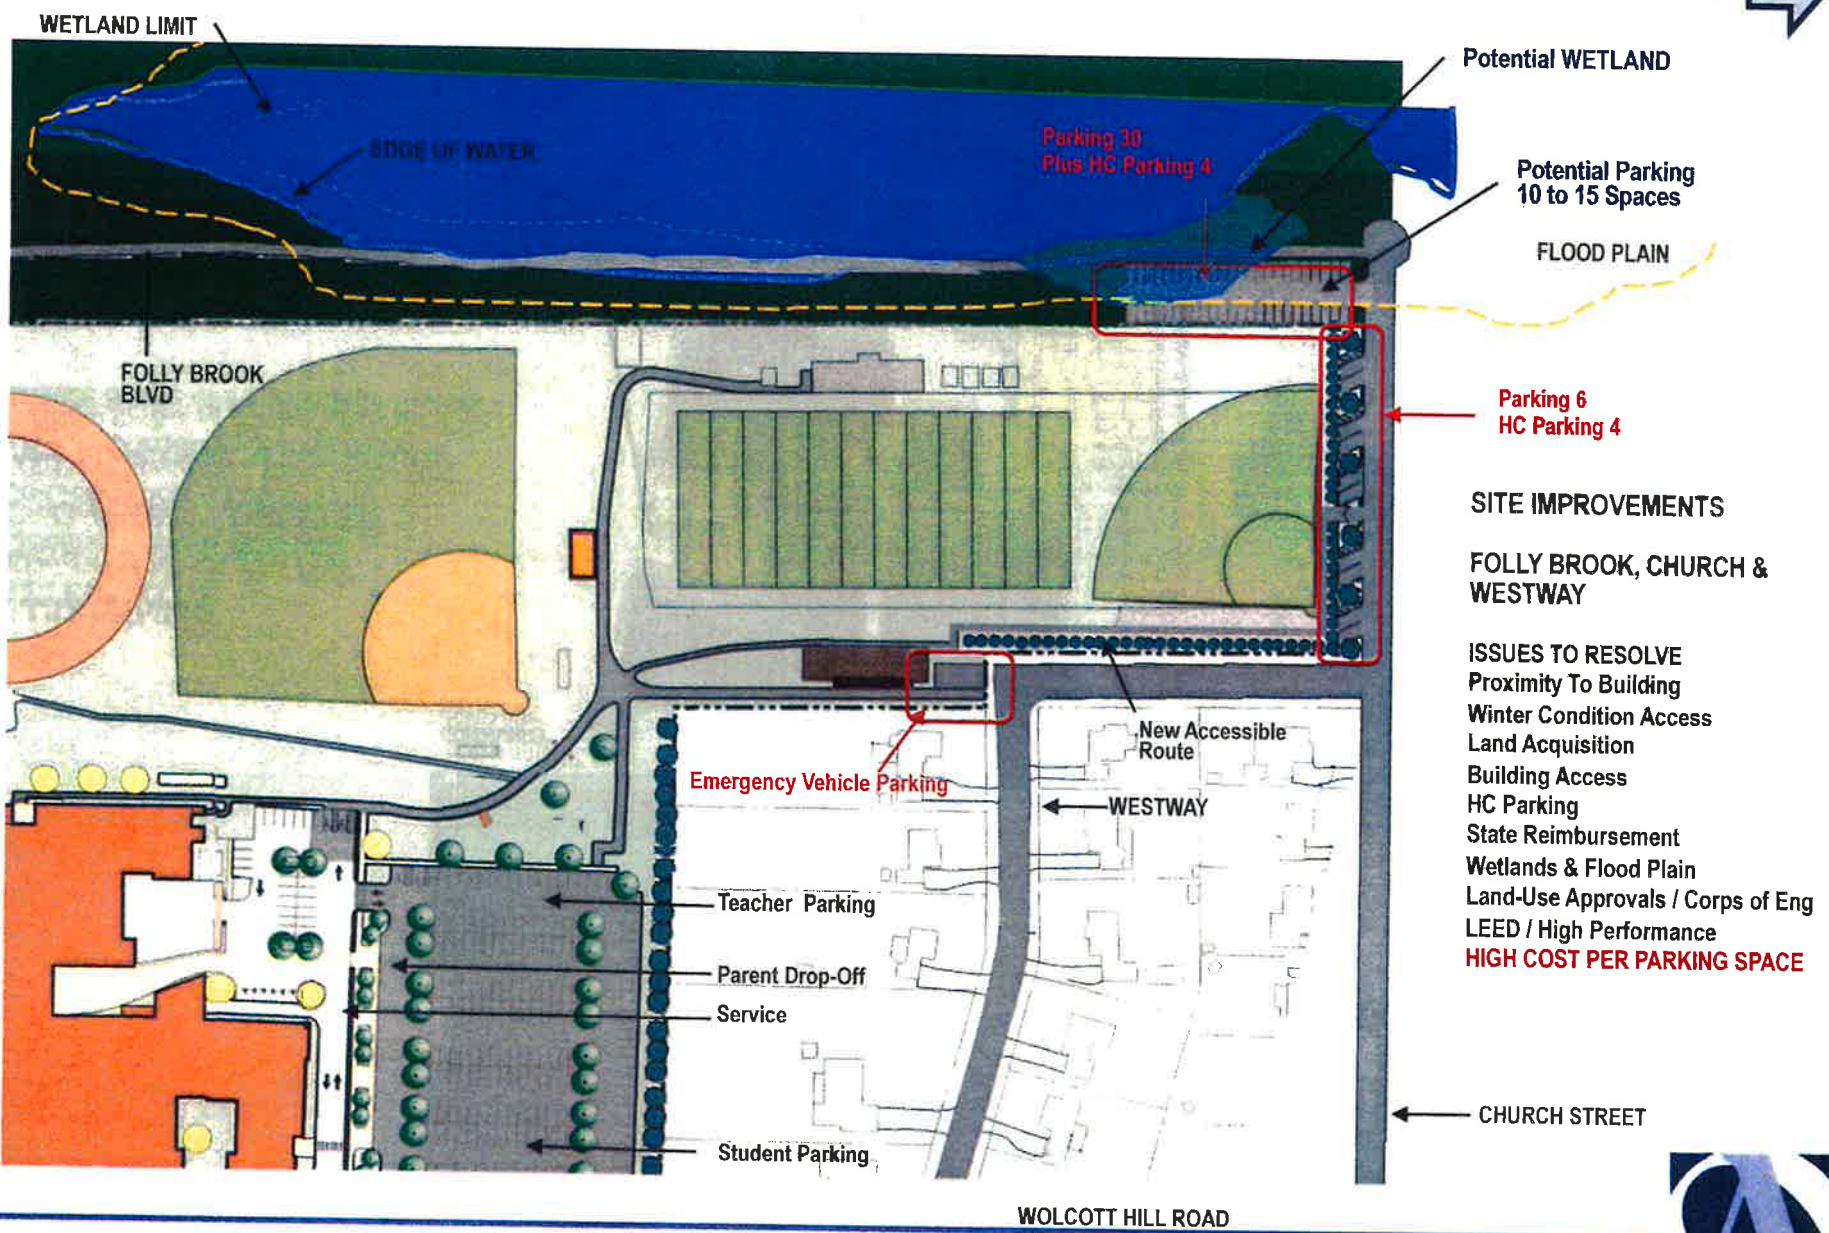 WETLAND LIMIT
Potential WETLAND
EDGE OF WATER
Parking 30
Plus HC Parking 4
Potential Parking
10 to 15 Spaces
FLOOD PLAIN
FOLLY BROOK
BLVD
Parking 6
HC Parking 4
SITE IMPROVEMENTS
FOLLY BROOK, CHURCH &
WESTWAY
ISSUES TO RESOLVE
Proximity To Building
Winter Condition Access
Land Acquisition
Building Access
HC Parking
State Reimbursement
Wetlands & Flood Plain
Land-Use Approvals / Corps of Eng
LEED / High Performance
HIGH COST PER PARKING SPACE
New Accessible
Route
Emergency Vehicle Parking
WESTWAY
Teacher Parking
Parent Drop-Off
Service
Student Parking
CHURCH STREET
WOLCOTT HILL ROAD